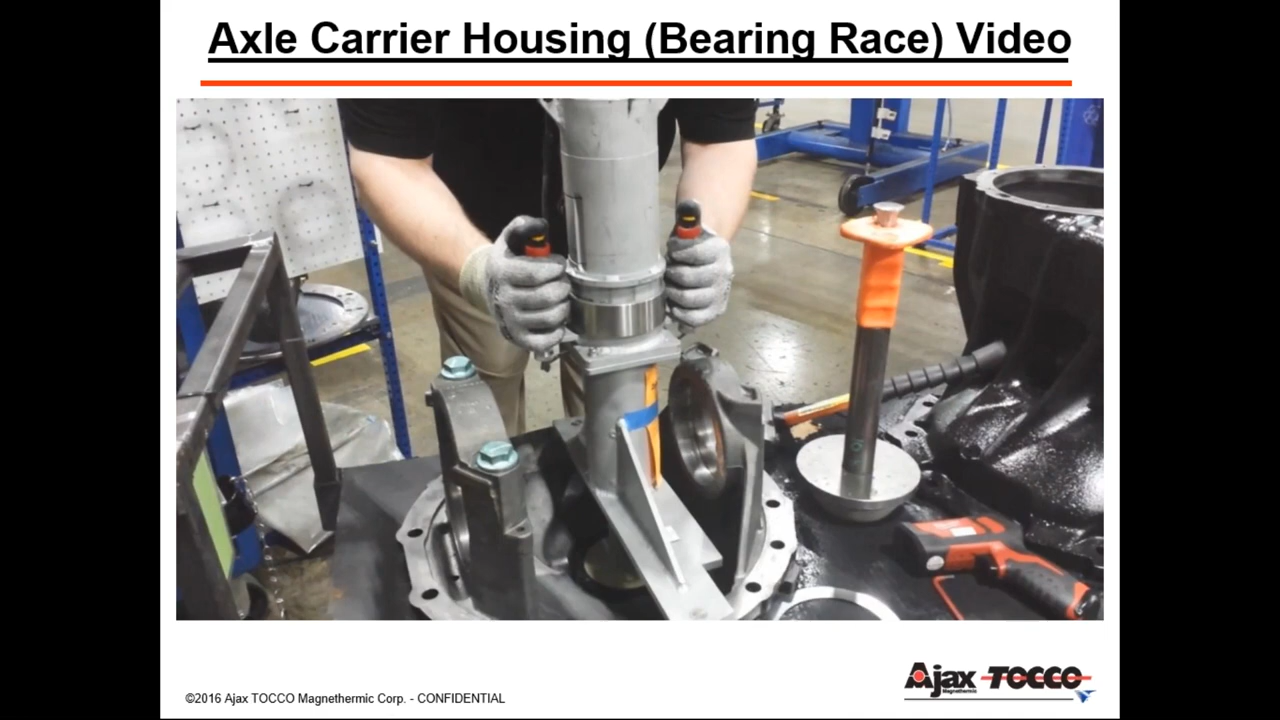 Axle Carrier Housing (Bearing Race) Video
©2016 Ajax TOCCO Magnethermic Corp. - CONFIDENTIAL
Ajax TOCCO
Magnethermic